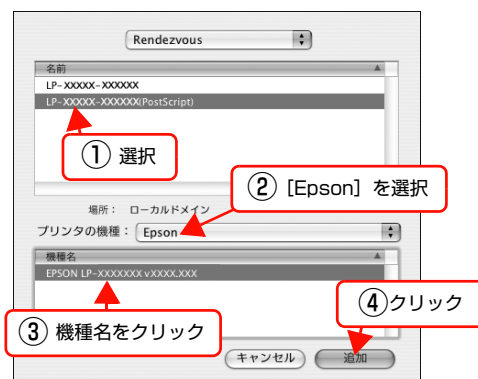 Rendezvous
名前
LP-XXXXX-XXXXXX
LP-XXXXX-XXXXXX(PostScript)
① 選択
② [Epson] を選択
場所： ローカルドメイン
プリンタの機種： Epson
機種名
EPSON LP-XXXXXXX vXXXX.XXX
④クリック
③ 機種名をクリック
キャンセル 追加